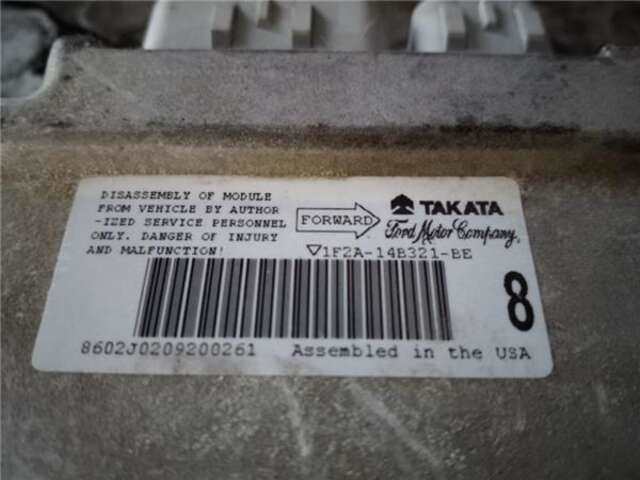 DISASSEMBLY OF MODULE
FROM VEHICLE BY AUTHOR
-IZED SERVICE PERSONNEL
ONLY. DANGER OF INJURY
AND MALFUNCTION!
FORWARD
TAKATA
Ford Motor Company,
▽1F2A-14B321-BE
8
8602J0209200261 Assembled in the USA